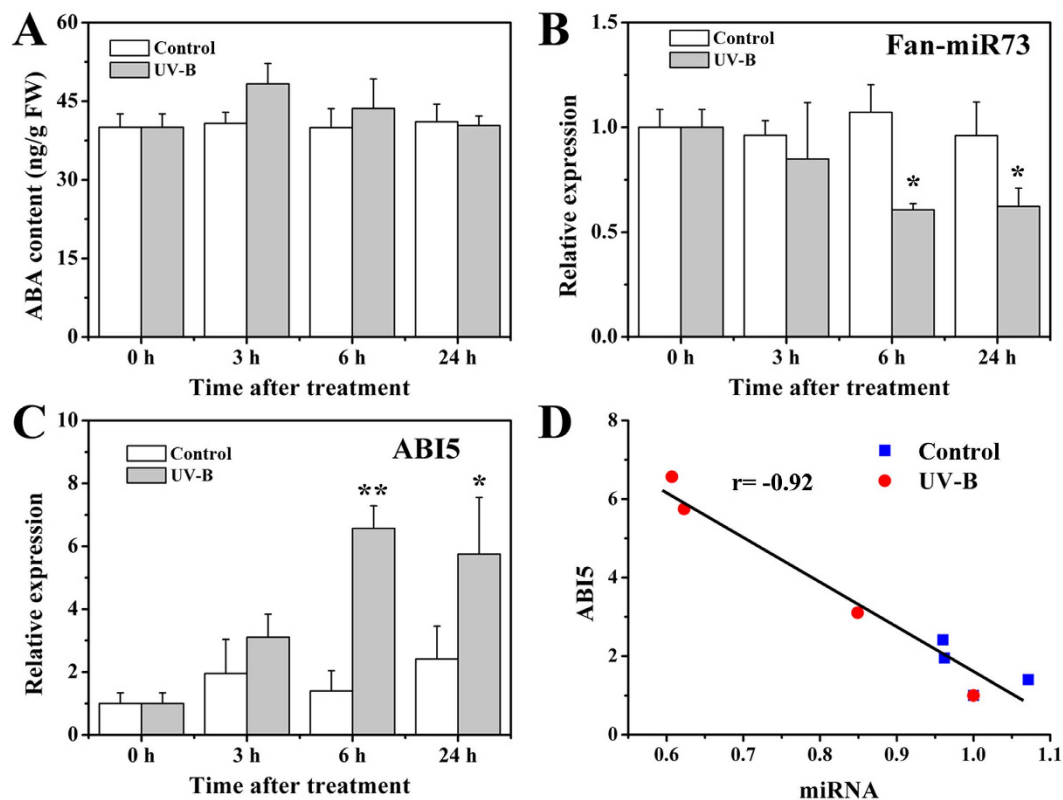 A
ABA content (ng/g FW)
60
45
30
15
0
Control
UV-B
0 h
3 h
6 h
24 h
Time after treatment
B
Relative expression
1.5
1.0
0.5
0.0
Control
UV-B
Fan-miR73
*
*
0 h
3 h
6 h
24 h
Time after treatment
C
Relative expression
10
8
6
4
2
0
Control
UV-B
ABI5
**
*
0 h
3 h
6 h
24 h
Time after treatment
D
ABI5
8
6
4
2
0
r= -0.92
Control
UV-B
0.6
0.7
0.8
0.9
1.0
1.1
miRNA